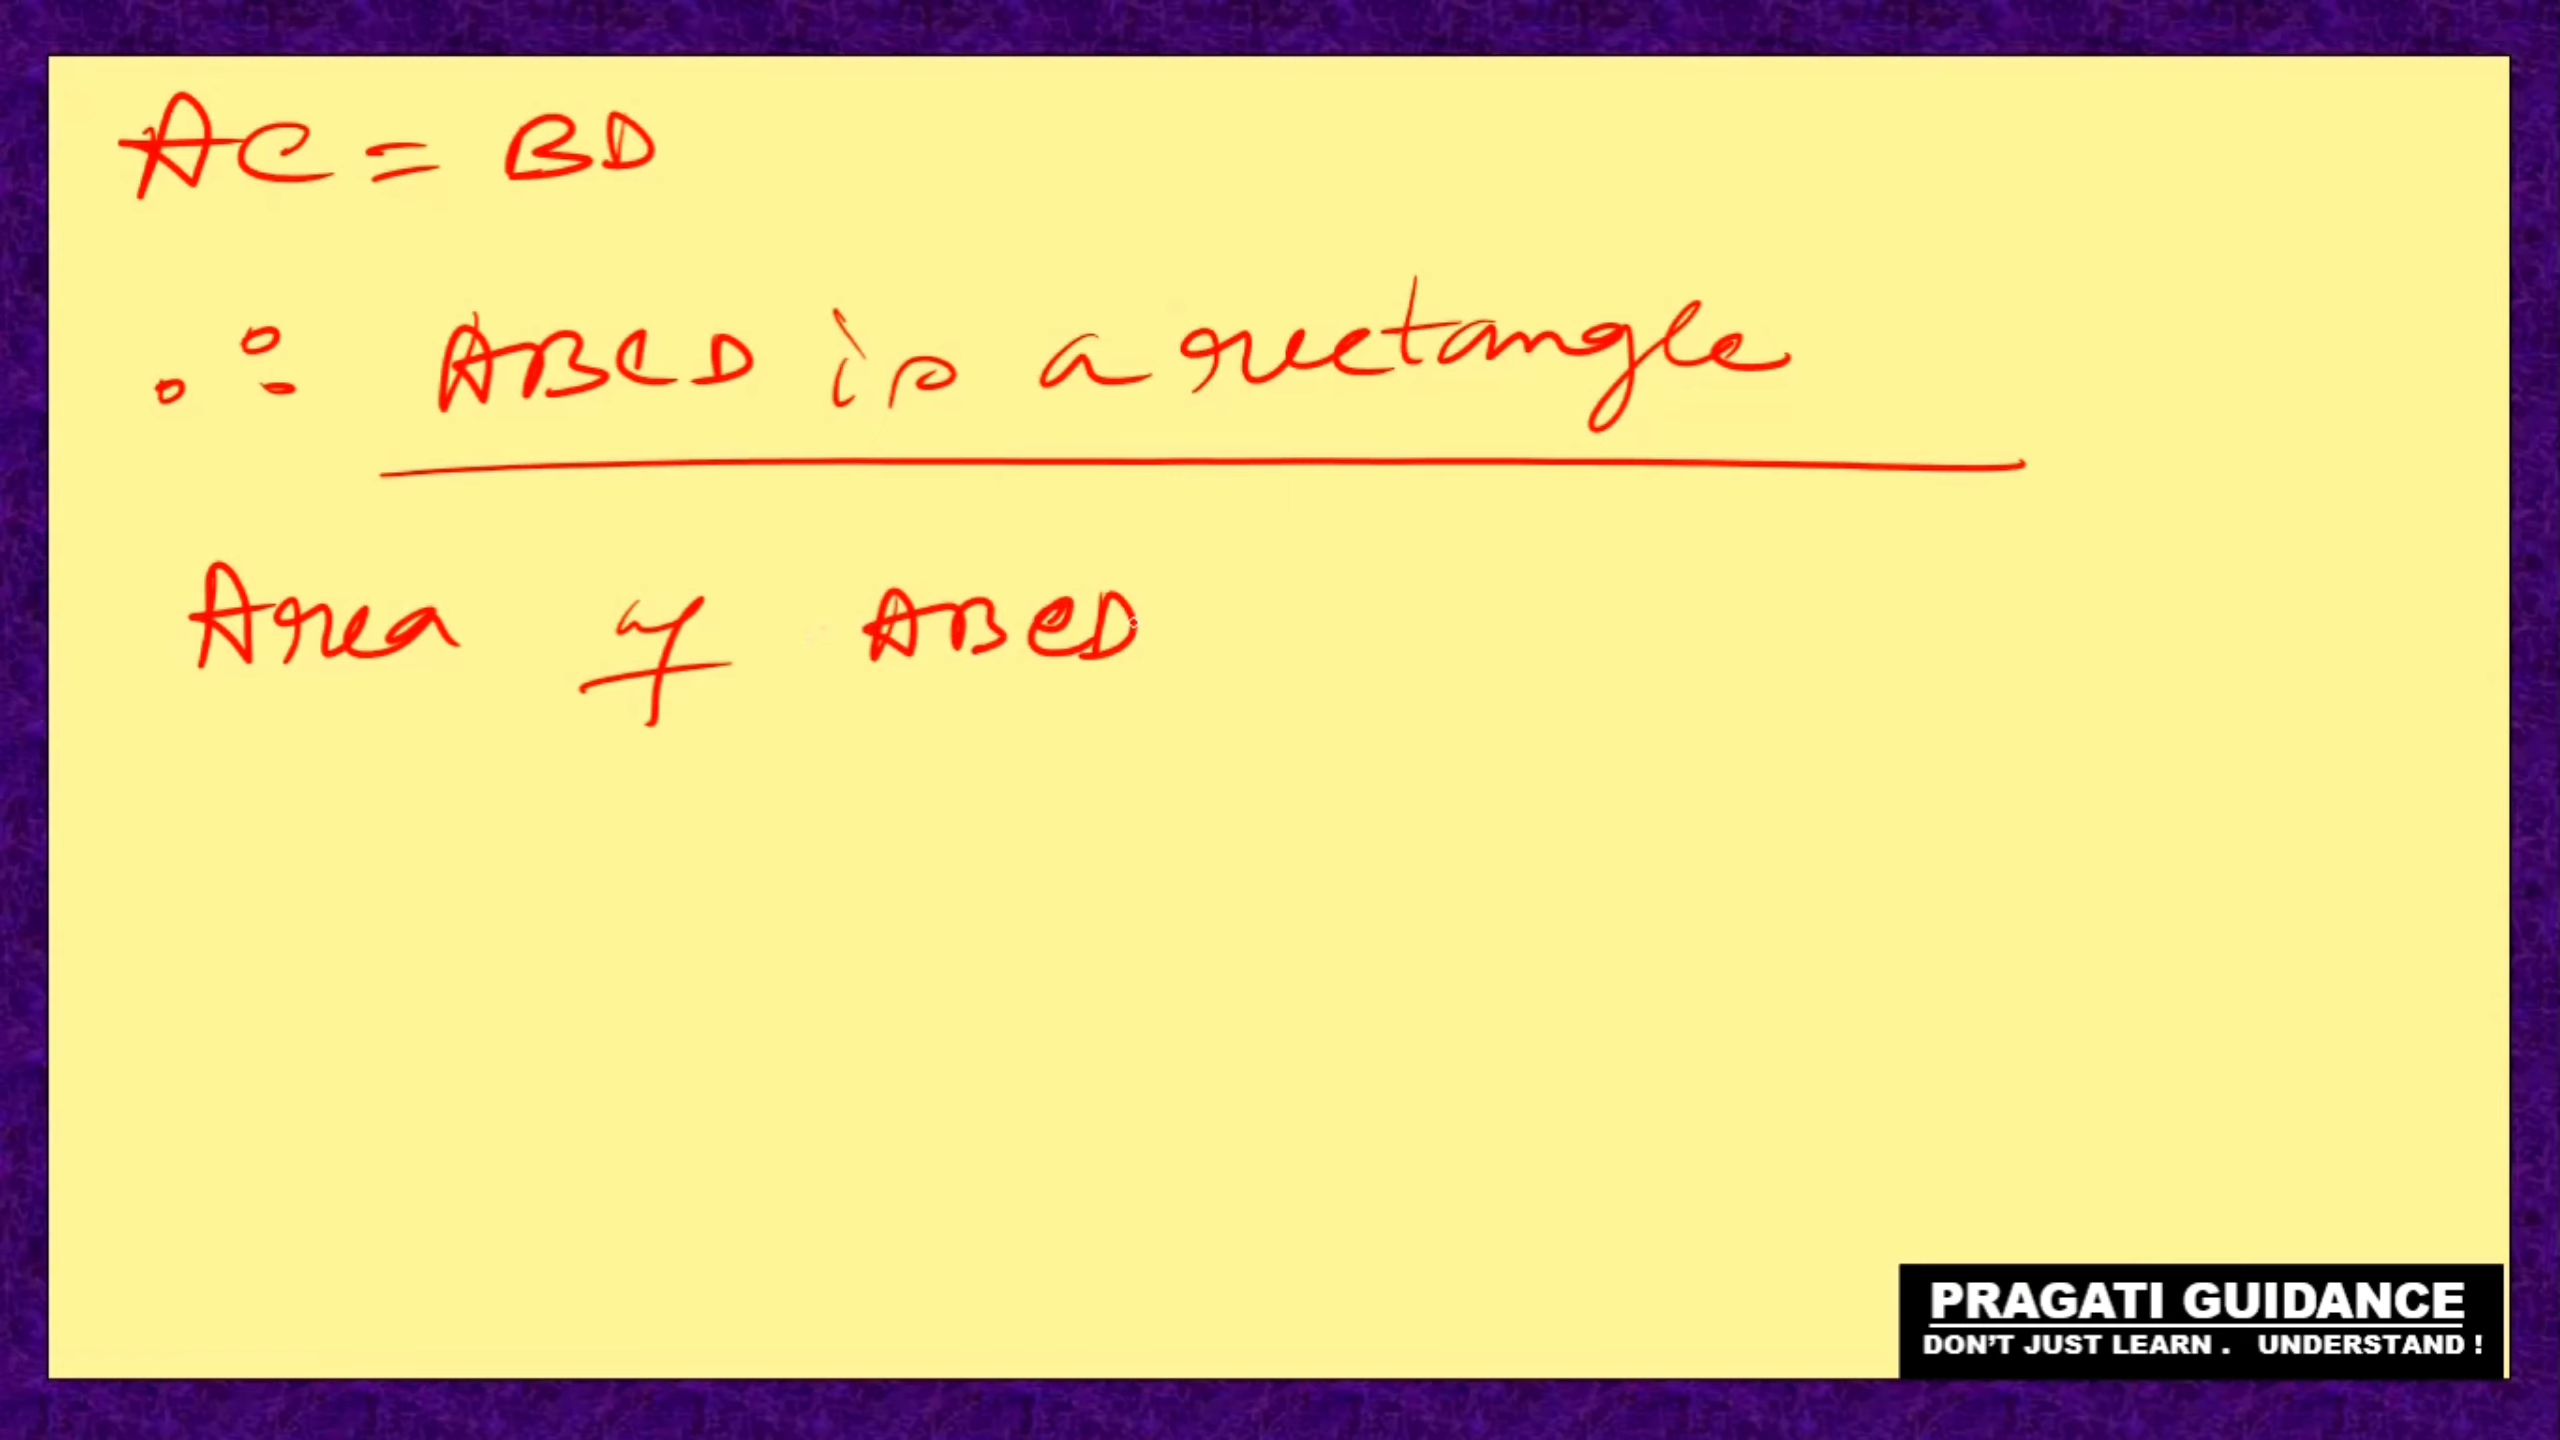 AC = BD
∴ ABCD is a rectangle
Area of ABCD
PRAGATI GUIDANCE
DON'T JUST LEARN . UNDERSTAND !